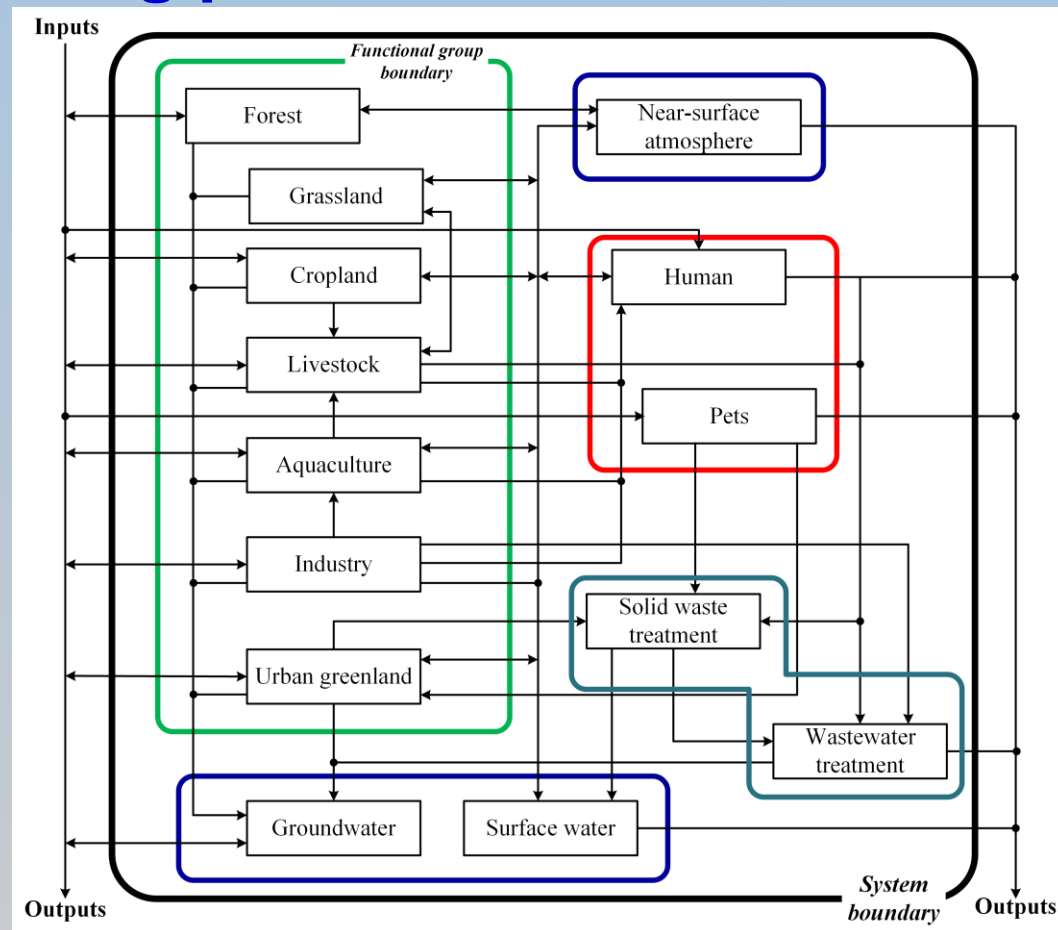 Inputs
Functional group
boundary
Forest
Near-surface
atmosphere
Grassland
Cropland
Human
Livestock
Pets
Aquaculture
Industry
Solid waste
treatment
Urban greenland
Wastewater
treatment
Groundwater
Surface water
System
boundary
Outputs
Outputs